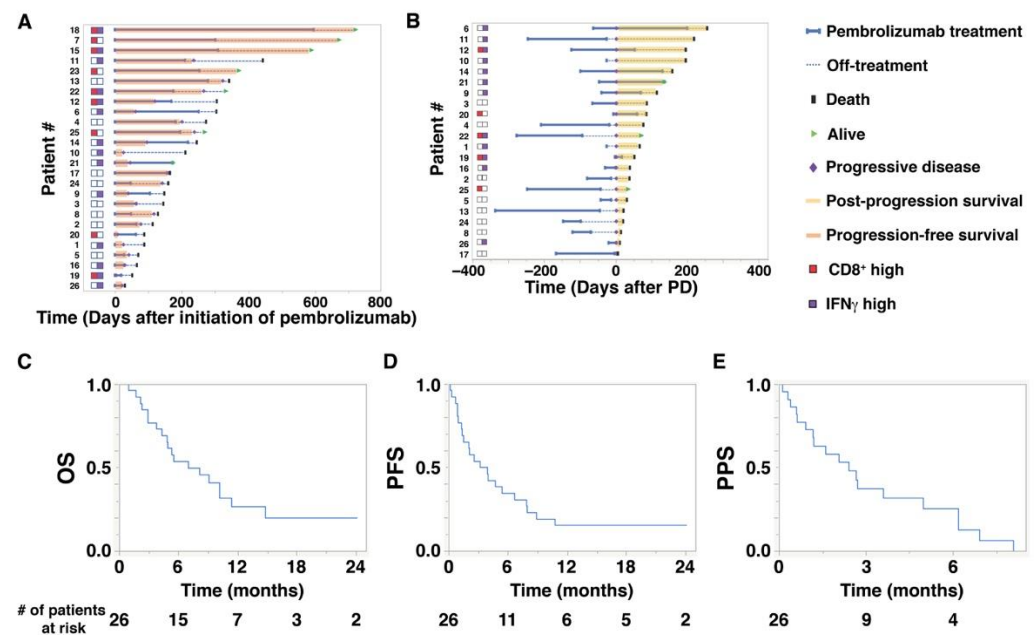 A
Patient #
18
7
15
11
23
13
22
12
6
4
25
14
10
21
17
24
9
3
8
2
20
1
5
16
19
26
0 200 400 600 800
Time (Days after initiation of pembrolizumab)
B
Patient #
6
11
12
10
14
21
9
3
20
4
22
1
19
16
2
25
5
13
24
8
26
17
−400 −200 0 200 400
Time (Days after PD)
Pembrolizumab treatment
Off-treatment
Death
Alive
Progressive disease
Post-progression survival
Progression-free survival
CD8+ high
IFNγ high
C
OS
1.0
0.5
0.0
0 6 12 18 24
Time (months)
# of patients
at risk
26 15 7 3 2
D
PFS
1.0
0.5
0.0
0 6 12 18 24
Time (months)
26 11 6 5 2
E
PPS
1.0
0.5
0.0
0 3 6
Time (months)
26 9 4